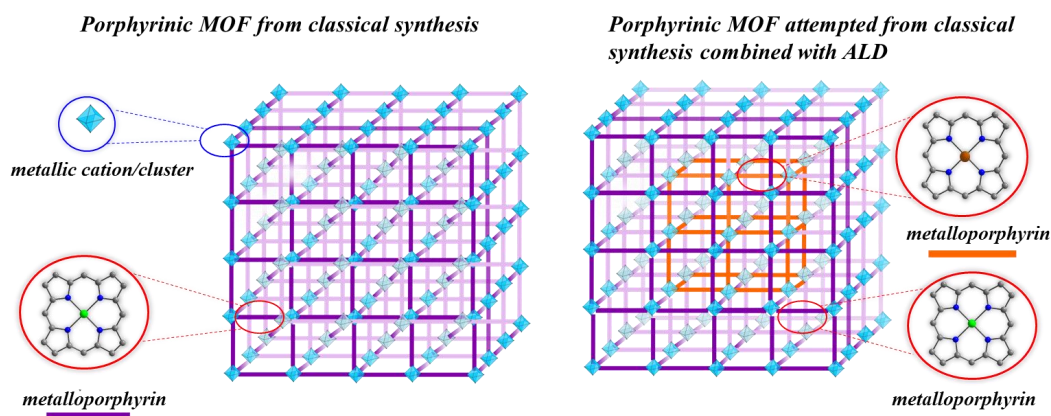 Porphyrinic MOF from classical synthesis
Porphyrinic MOF attempted from classical
synthesis combined with ALD
metallic cation/cluster
metalloporphyrin
metalloporphyrin
metalloporphyrin